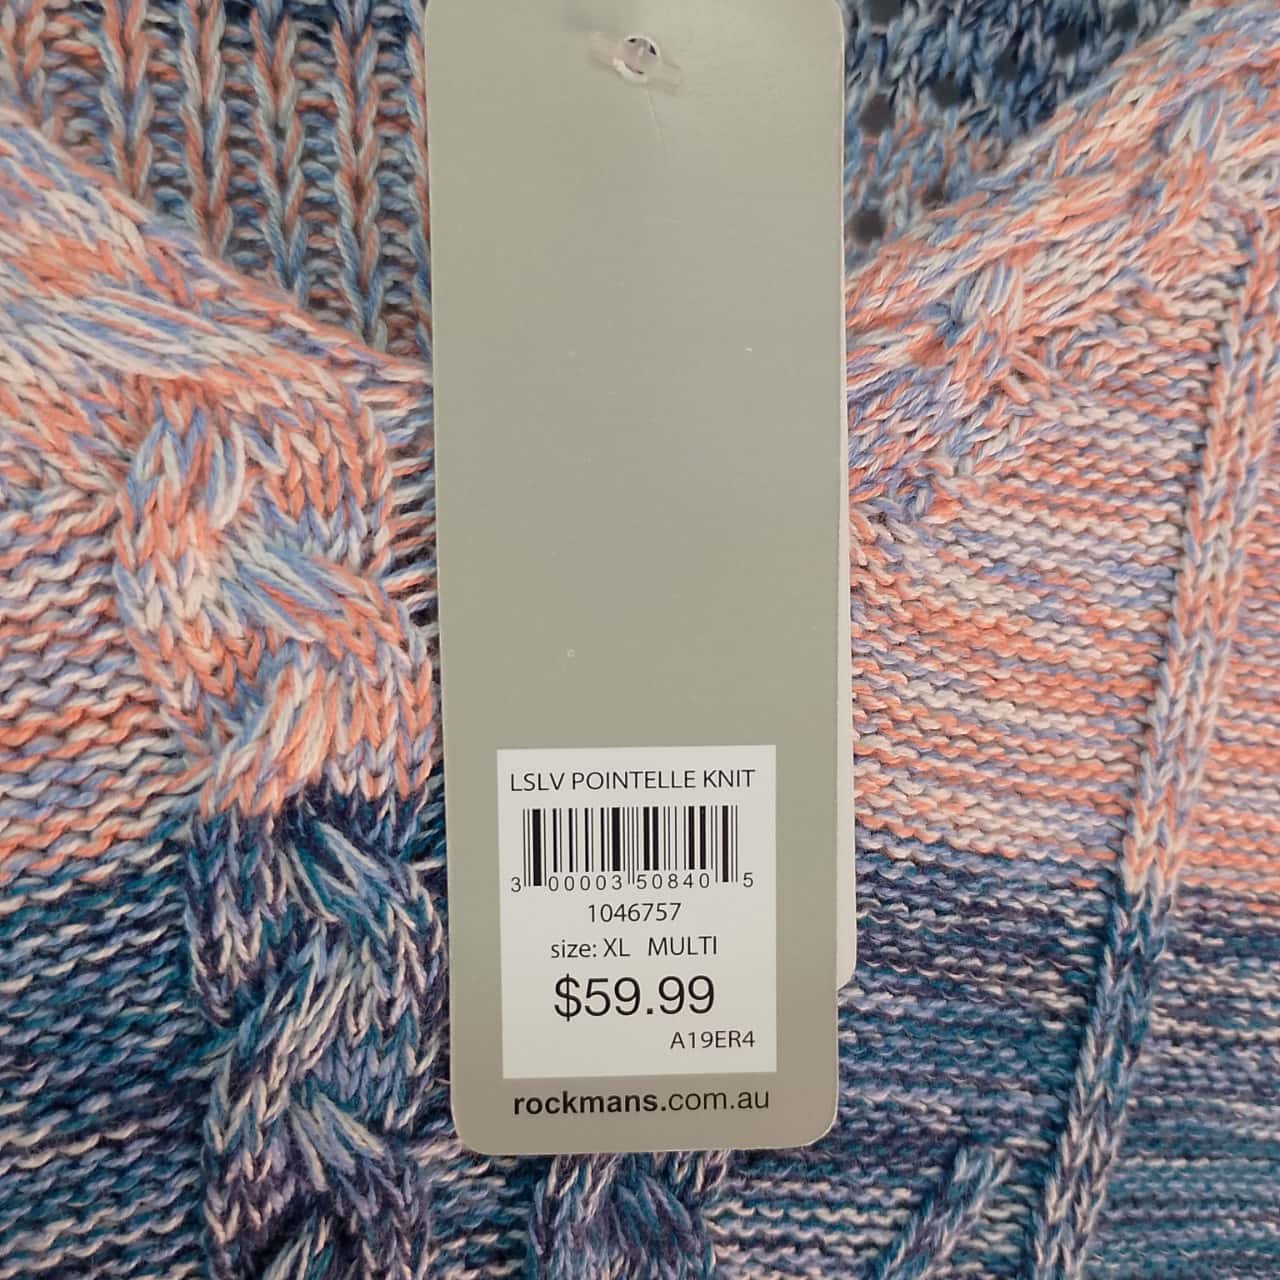 LSLV POINTELLE KNIT
3 00003 50840 5
1046757
size: XL MULTI
$59.99
A19ER4
rockmans.com.au